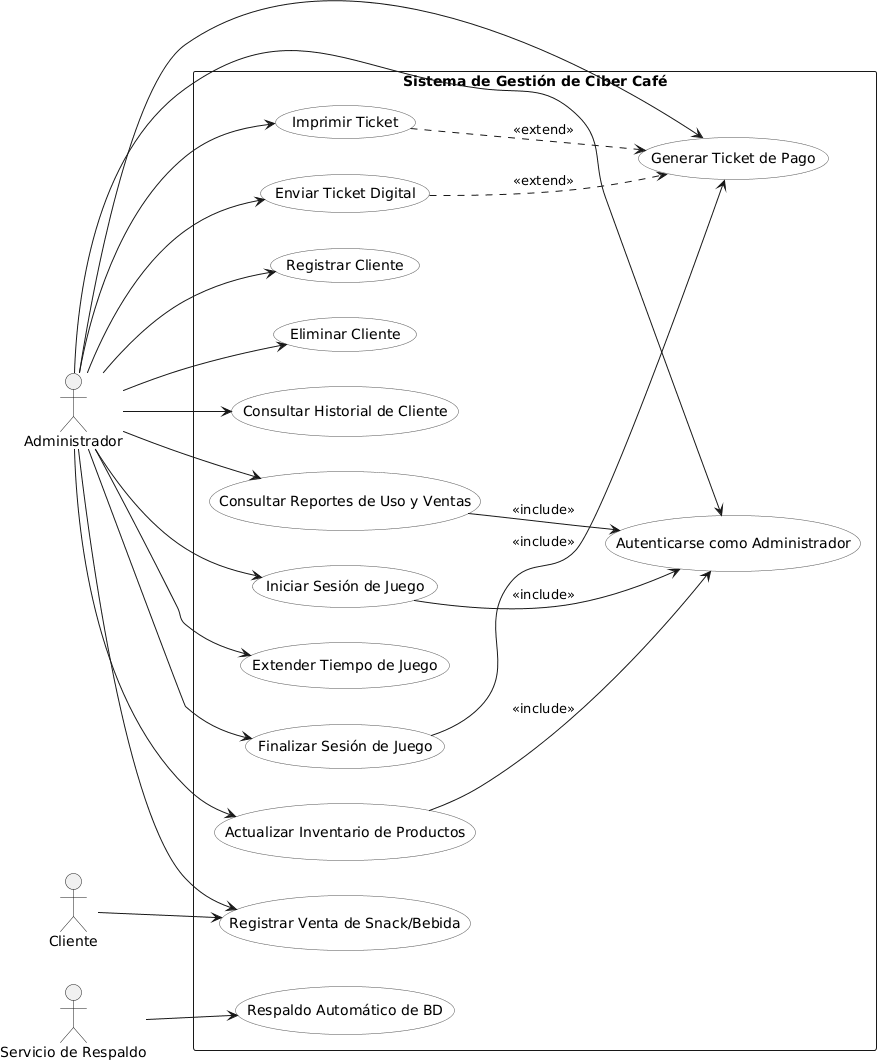 Sistema de Gestión de Ciber Café
Imprimir Ticket
«extend»
Generar Ticket de Pago
Enviar Ticket Digital
«extend»
Registrar Cliente
Eliminar Cliente
Administrador
Consultar Historial de Cliente
Consultar Reportes de Uso y Ventas
«include»
«include»
Autenticarse como Administrador
Iniciar Sesión de Juego
«include»
Extender Tiempo de Juego
«include»
Finalizar Sesión de Juego
Actualizar Inventario de Productos
Cliente
Registrar Venta de Snack/Bebida
Servicio de Respaldo
Respaldo Automático de BD